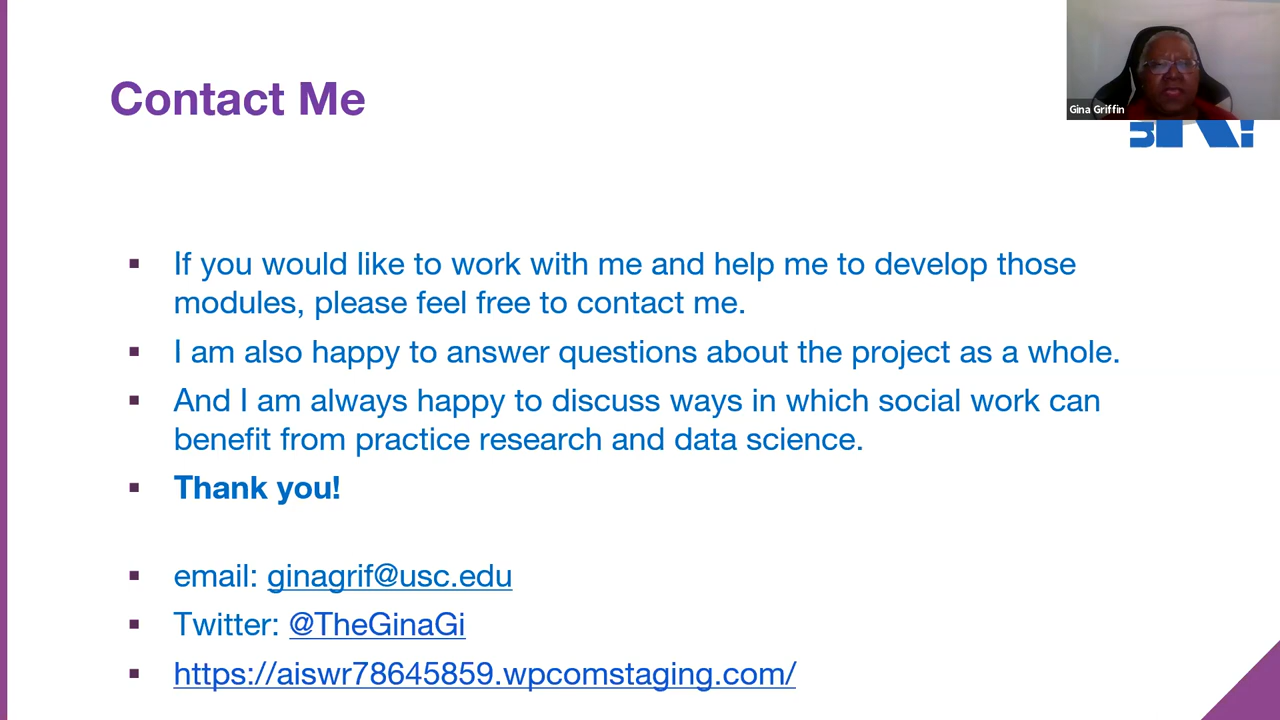 Contact Me
Gina Griffin
If you would like to work with me and help me to develop those
modules, please feel free to contact me.
I am also happy to answer questions about the project as a whole.
And I am always happy to discuss ways in which social work can
benefit from practice research and data science.
Thank you!
email: ginagrif@usc.edu
Twitter: @TheGinaGi
https://aiswr78645859.wpcomstaging.com/